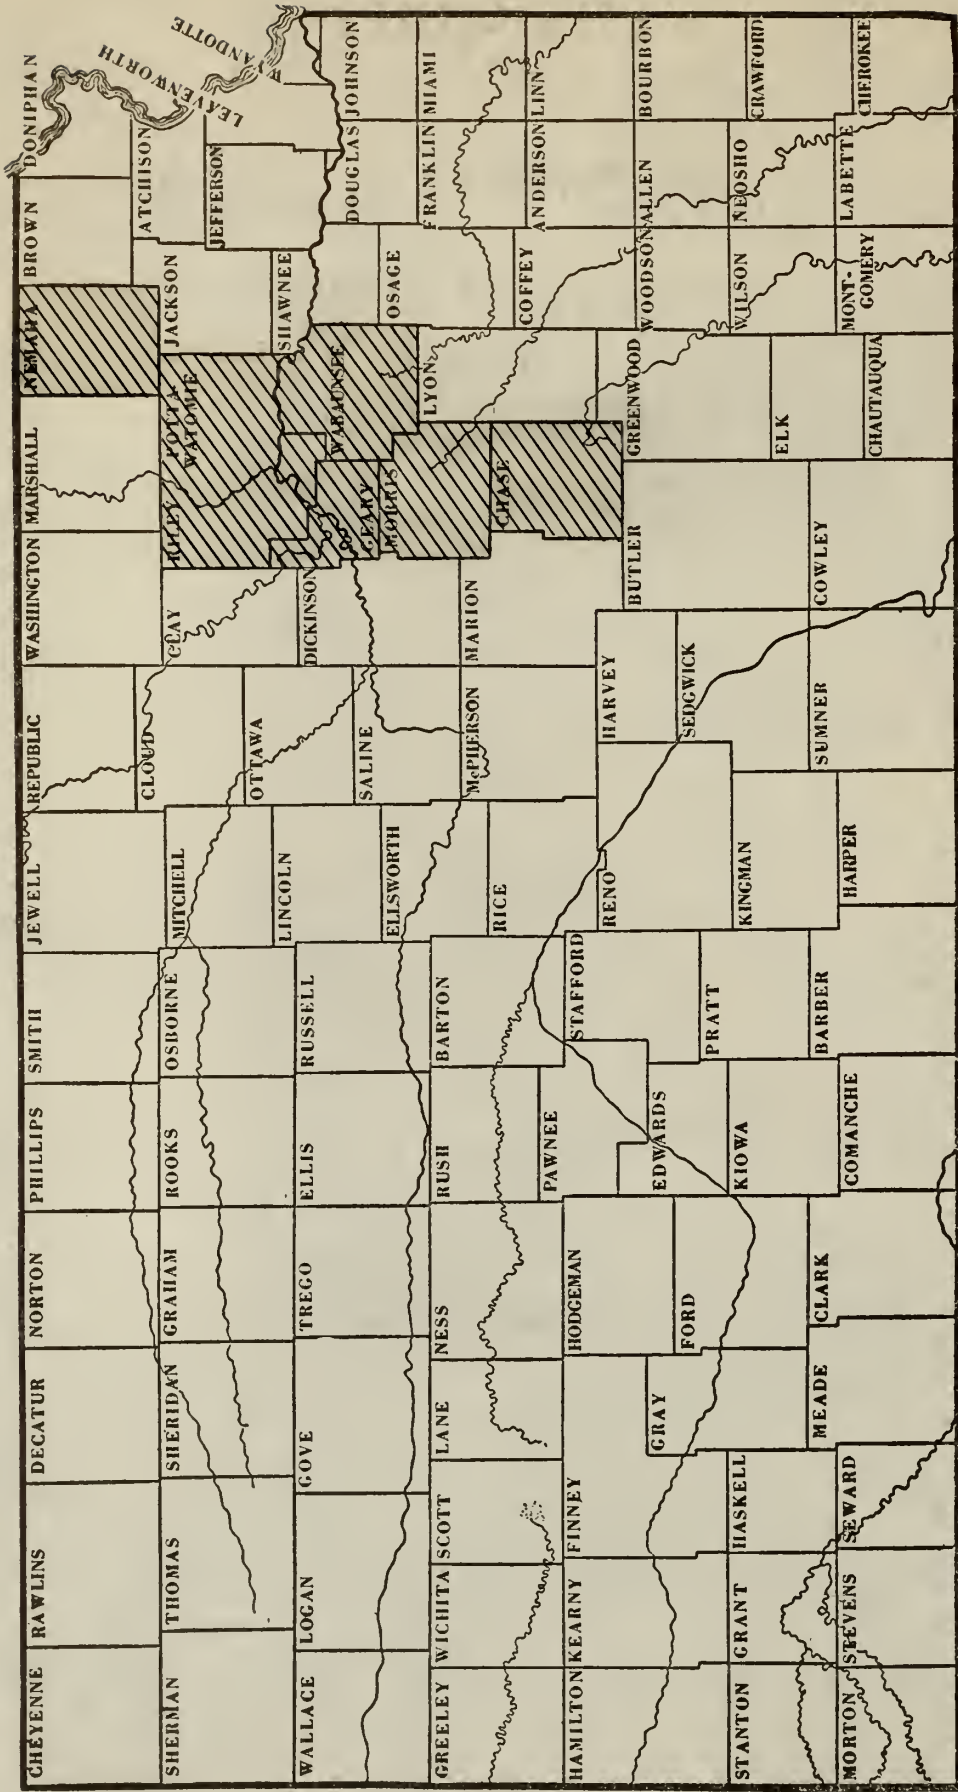 CHEYENNE
RAWLINS
DECATUR
NORTON
PHILLIPS
SMITH
JEWELL
REPUBLIC
WASHINGTON
MARSHALL
NEMAHA
BROWN
DONIPHAN
SHERMAN
THOMAS
SHERIDAN
GRAHAM
ROOKS
OSBORNE
MITCHELL
CLOUD
CLAY
RILEY
POTTA-
WATOMIE
JACKSON
ATCHISON
LEAVENWORTH
WYANDOTTE
JEFFERSON
WALLACE
LOGAN
GOVE
TREGO
ELLIS
RUSSELL
LINCOLN
OTTAWA
DICKINSON
GEARY
WABAUNSEE
SHAWNEE
DOUGLAS
JOHNSON
GREELEY
WICHITA
SCOTT
LANE
NESS
RUSH
BARTON
ELLSWORTH
SALINE
MORRIS
OSAGE
FRANKLIN
MIAMI
RICE
McPHERSON
MARION
CHASE
LYON
COFFEY
ANDERSON
LINN
HAMILTON
KEARNY
FINNEY
HODGEMAN
PAWNEE
STAFFORD
RENO
HARVEY
BUTLER
GREENWOOD
WOODSON
ALLEN
BOURBON
GRAY
FORD
EDWARDS
PRATT
KINGMAN
SEDGWICK
ELK
WILSON
NEOSHO
CRAWFORD
STANTON
GRANT
HASKELL
KIOWA
MORTON
STEVENS
SEWARD
MEADE
CLARK
COMANCHE
BARBER
HARPER
SUMNER
COWLEY
CHAUTAUQUA
MONT-
GOMERY
LABETTE
CHEROKEE